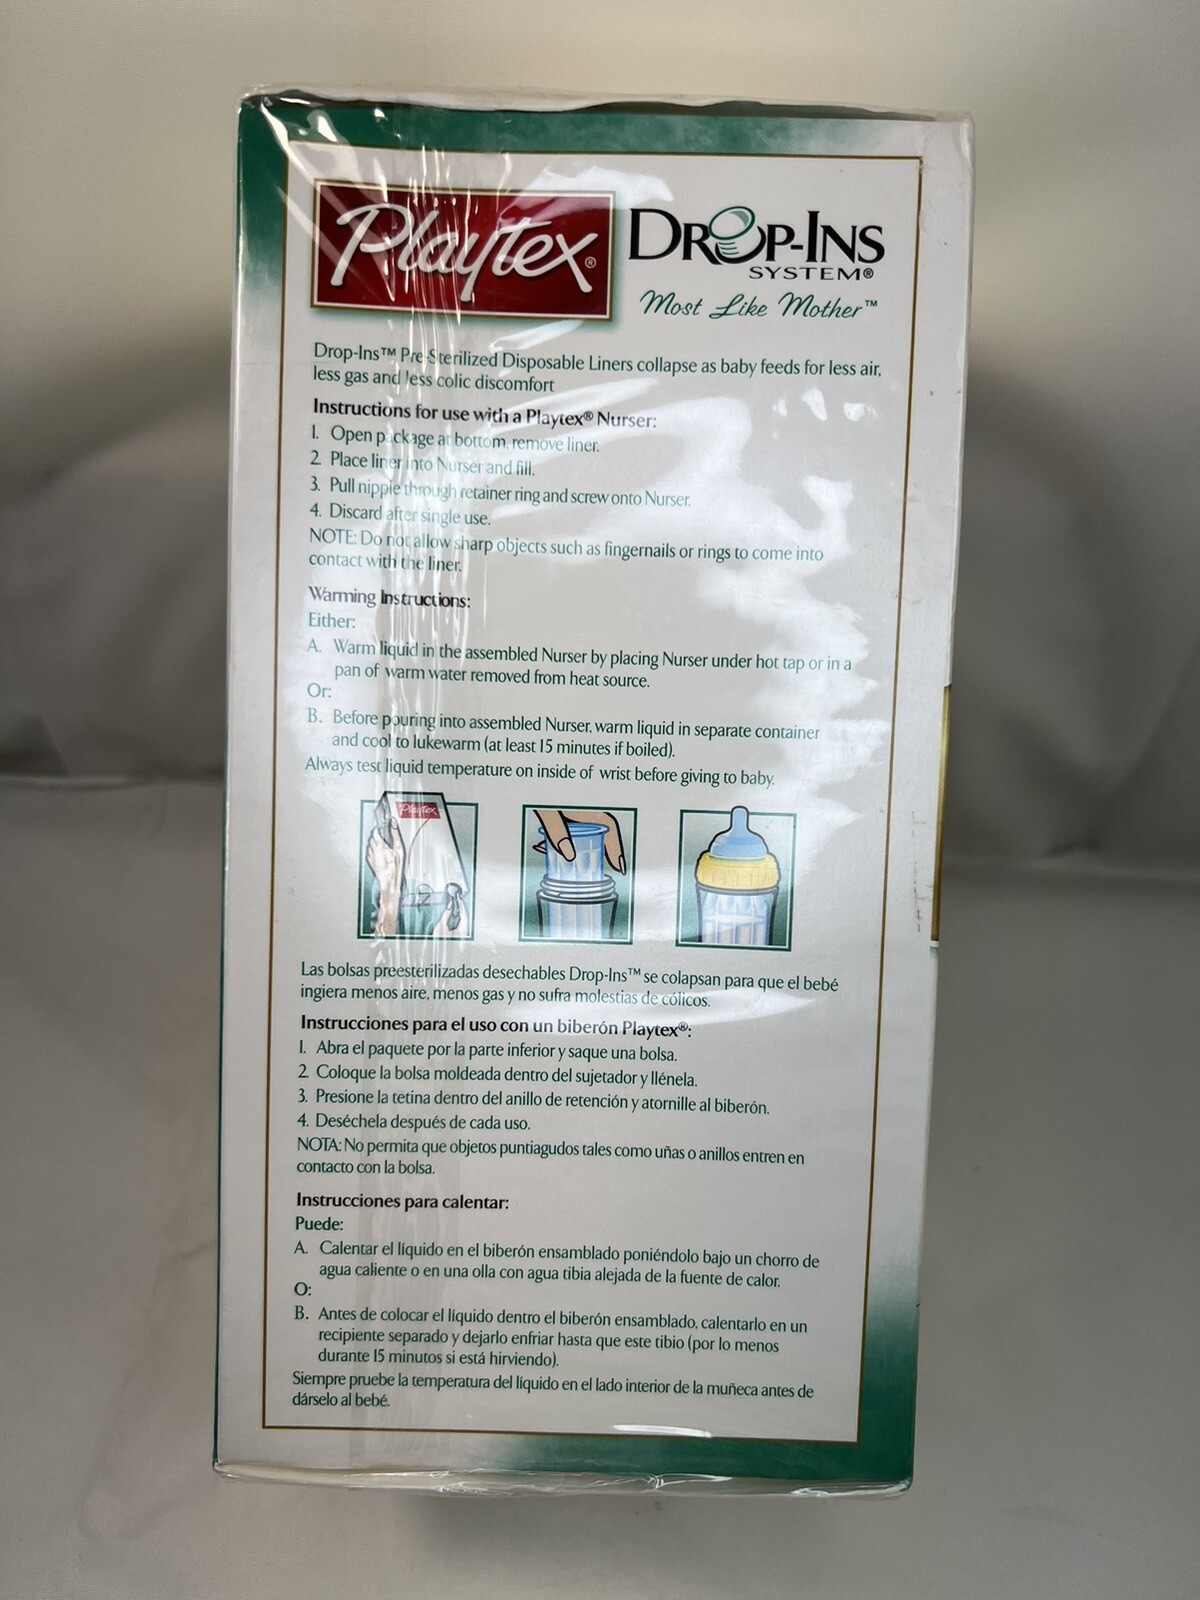 Playtex®
DROP-INS
SYSTEM®
Most Like Mother™
Drop-Ins™ Pre-Sterilized Disposable Liners collapse as baby feeds for less air,
less gas and less colic discomfort
Instructions for use with a Playtex® Nurser:
1. Open package at bottom, remove liner.
2. Place liner into Nurser and fill.
3. Pull nipple through retainer ring and screw onto Nurser.
4. Discard after single use.
NOTE: Do not allow sharp objects such as fingernails or rings to come into
contact with the liner.
Warming Instructions:
Either:
A. Warm liquid in the assembled Nurser by placing Nurser under hot tap or in a
pan of warm water removed from heat source.
Or:
B. Before pouring into assembled Nurser, warm liquid in separate container
and cool to lukewarm (at least 15 minutes if boiled).
Always test liquid temperature on inside of wrist before giving to baby.
Playtex
Las bolsas preesterilizadas desechables Drop-Ins™ se colapsan para que el bebé
ingiera menos aire, menos gas y no sufra molestias de cólicos.
Instrucciones para el uso con un biberón Playtex®:
1. Abra el paquete por la parte inferior y saque una bolsa.
2. Coloque la bolsa moldeada dentro del sujetador y llénela.
3. Presione la tetina dentro del anillo de retención y atornille al biberón.
4. Deséchela después de cada uso.
NOTA: No permita que objetos puntiagudos tales como uñas o anillos entren en
contacto con la bolsa.
Instrucciones para calentar:
Puede:
A. Calentar el líquido en el biberón ensamblado poniéndolo bajo un chorro de
agua caliente o en una olla con agua tibia alejada de la fuente de calor.
O:
B. Antes de colocar el líquido dentro el biberón ensamblado, calentarlo en un
recipiente separado y dejarlo enfriar hasta que este tibio (por lo menos
durante 15 minutos si está hirviendo).
Siempre pruebe la temperatura del líquido en el lado interior de la muñeca antes de
dárselo al bebé.